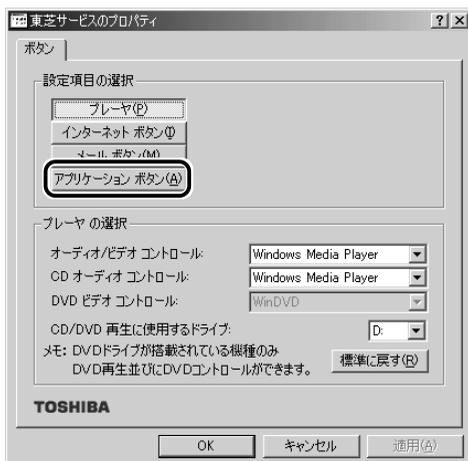 東芝サービスのプロパティ
ボタン
設定項目の選択
プレーヤ(P)
インターネット ボタン(I)
メール ボタン(M)
アプリケーション ボタン(A)
プレーヤ の選択
オーディオ/ビデオ コントロール: Windows Media Player
CD オーディオ コントロール: Windows Media Player
DVD ビデオ コントロール: WinDVD
CD/DVD 再生に使用するドライブ: D:
メモ: DVDドライブが搭載されている機種のみ
DVD再生並びにDVDコントロールができます。
標準に戻す(R)
TOSHIBA
OK キャンセル 適用(A)